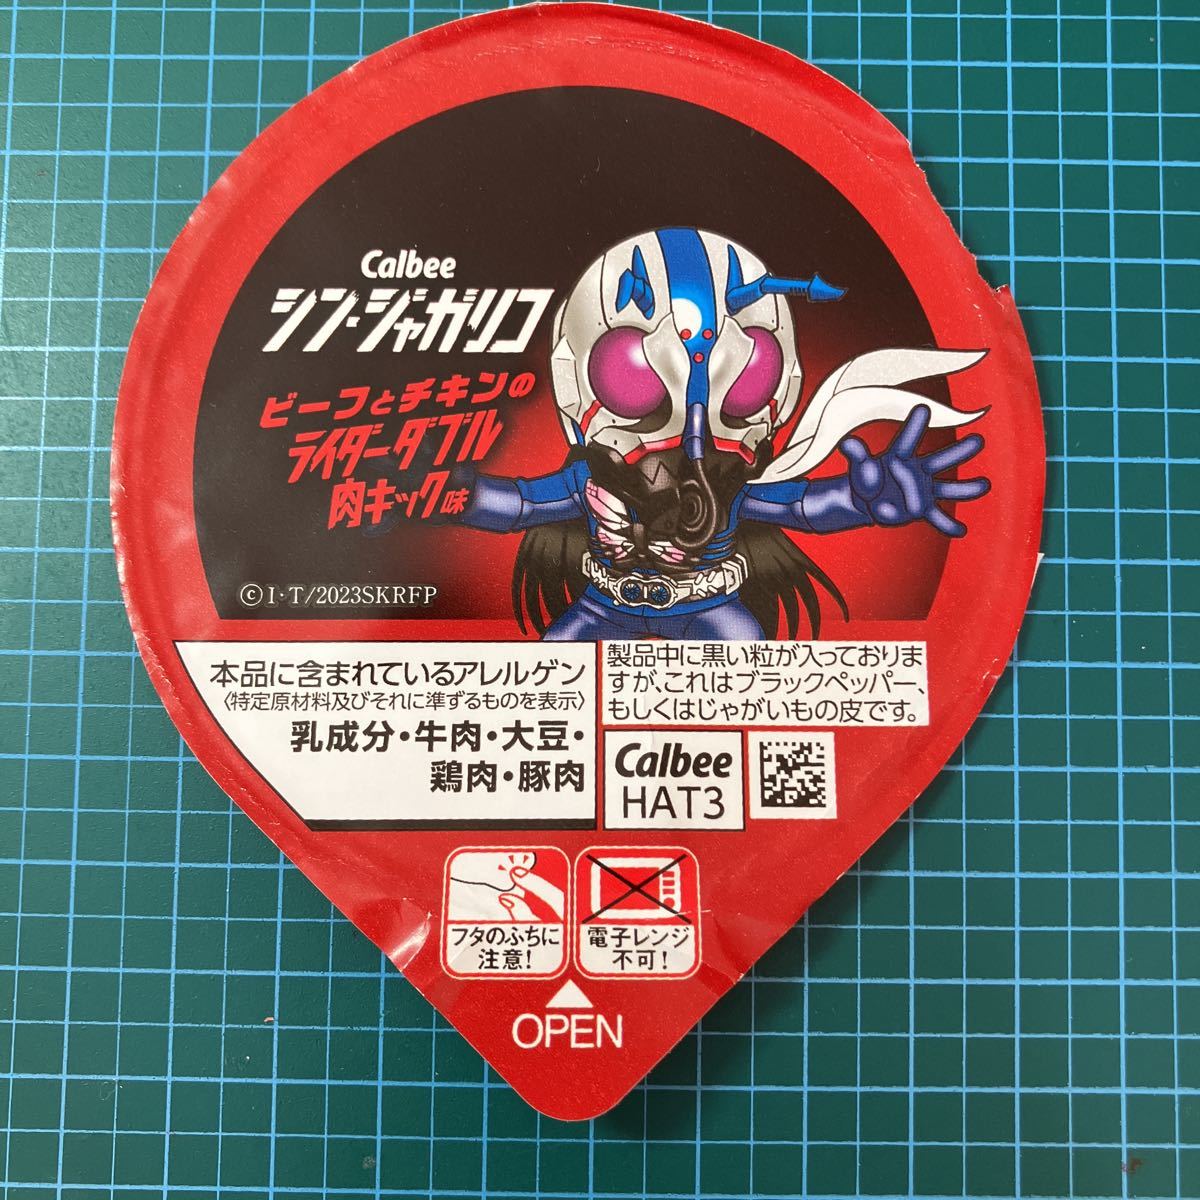 Calbee
シン・ジャガリコ
ビーフとチキンの
ライダーダブル
肉キック味
©I・T/2023SKRFP
本品に含まれているアレルゲン
〈特定原材料及びそれに準ずるものを表示〉
乳成分・牛肉・大豆・
鶏肉・豚肉
製品中に黒い粒が入っておりま
すが、これはブラックペッパー、
もしくはじゃがいもの皮です。
Calbee
HAT3
フタのふちに
注意!
電子レンジ
不可!
OPEN